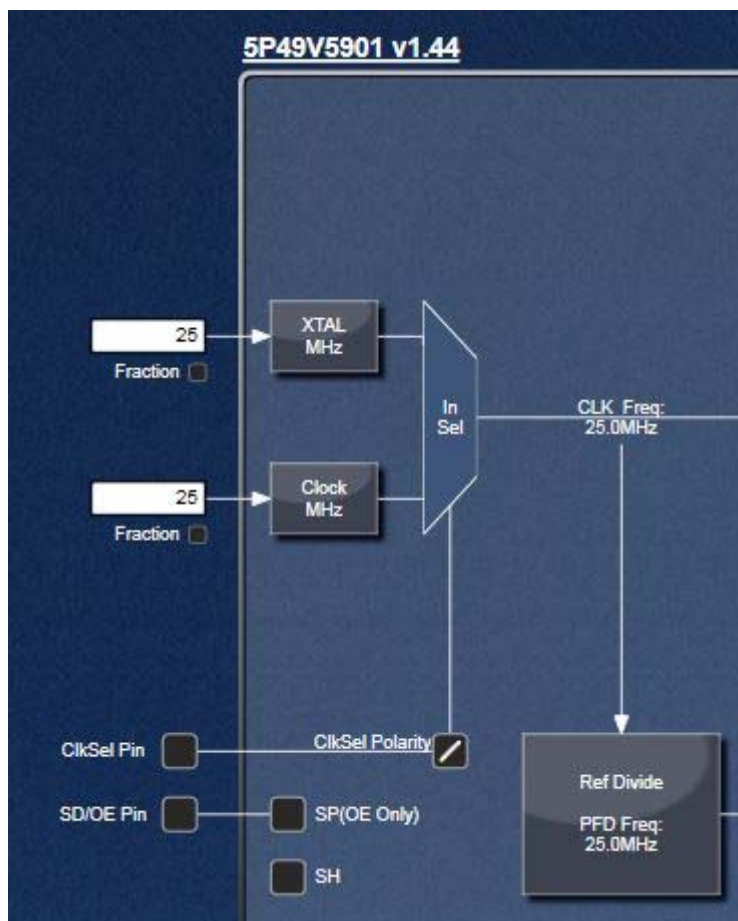 5P49V5901 v1.44
25
XTAL
MHz
Fraction
In
Sel
CLK Freq:
25.0MHz
25
Clock
MHz
Fraction
ClkSel Pin
ClkSel Polarity
SD/OE Pin
SP(OE Only)
SH
Ref Divide
PFD Freq:
25.0MHz